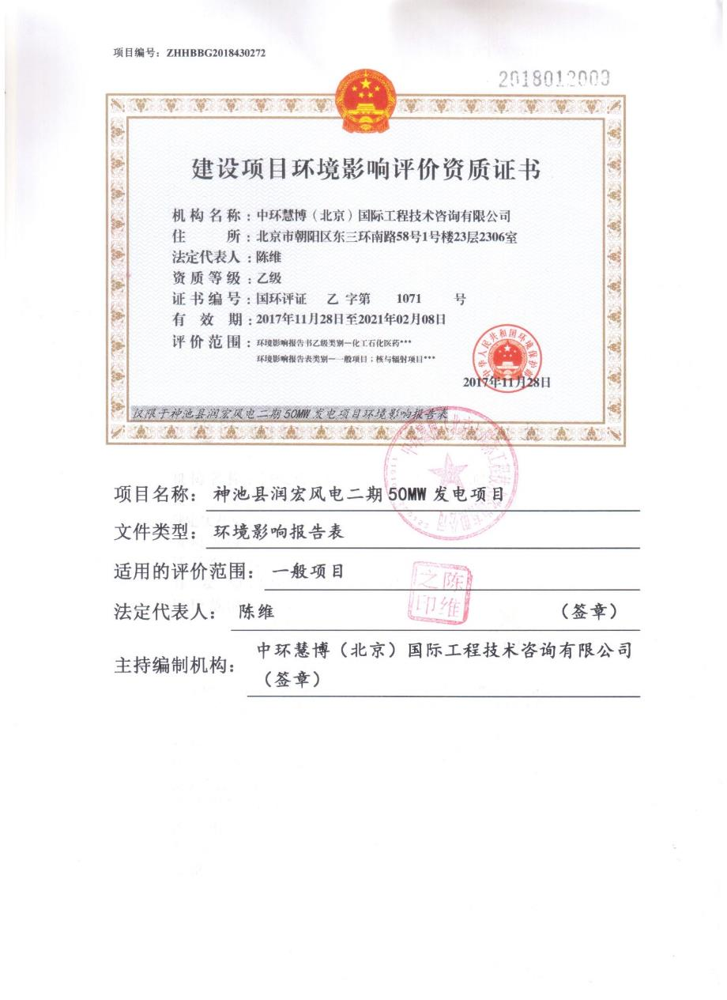 项目编号：ZHHBBG2018430272
2018012003
建设项目环境影响评价资质证书
机构名称：中环慧博（北京）国际工程技术咨询有限公司
住 所：北京市朝阳区东三环南路58号1号楼23层2306室
法定代表人：陈维
资质等级：乙级
证书编号：国环评证 乙 字第 1071 号
有 效 期：2017年11月28日至2021年02月08日
评价范围：环境影响报告书乙级类别—化工石化医药***
环境影响报告表类别—一般项目；核与辐射项目***
中华人民共和国环境保护部
2017年11月28日
仅限于神池县润宏风电二期50MW发电项目环境影响报告表
项目名称：神池县润宏风电二期50MW发电项目
文件类型：环境影响报告表
适用的评价范围：一般项目
陈维之印
法定代表人：陈维 （签章）
主持编制机构：中环慧博（北京）国际工程技术咨询有限公司
（签章）